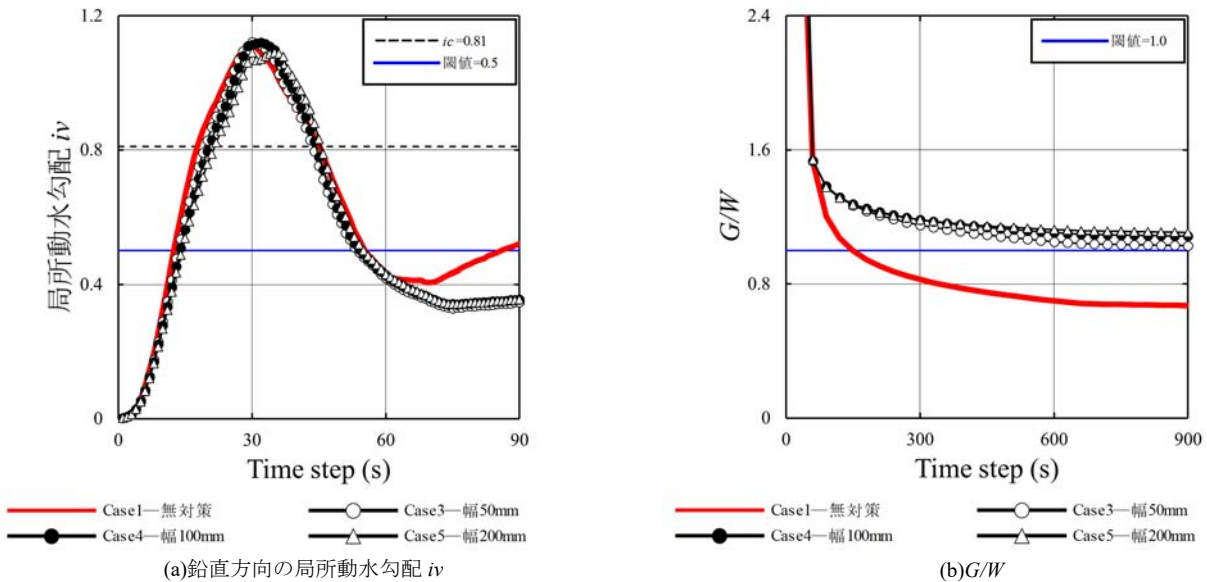 1.2
0.8
0.4
0
局所動水勾配 iv
ic=0.81
閾値=0.5
0 30 60 90
Time step (s)
Case1—無対策 Case3—幅50mm
Case4—幅100mm Case5—幅200mm
(a)鉛直方向の局所動水勾配 iv
2.4
1.6
0.8
0
G/W
閾値=1.0
0 300 600 900
Time step (s)
Case1—無対策 Case3—幅50mm
Case4—幅100mm Case5—幅200mm
(b)G/W